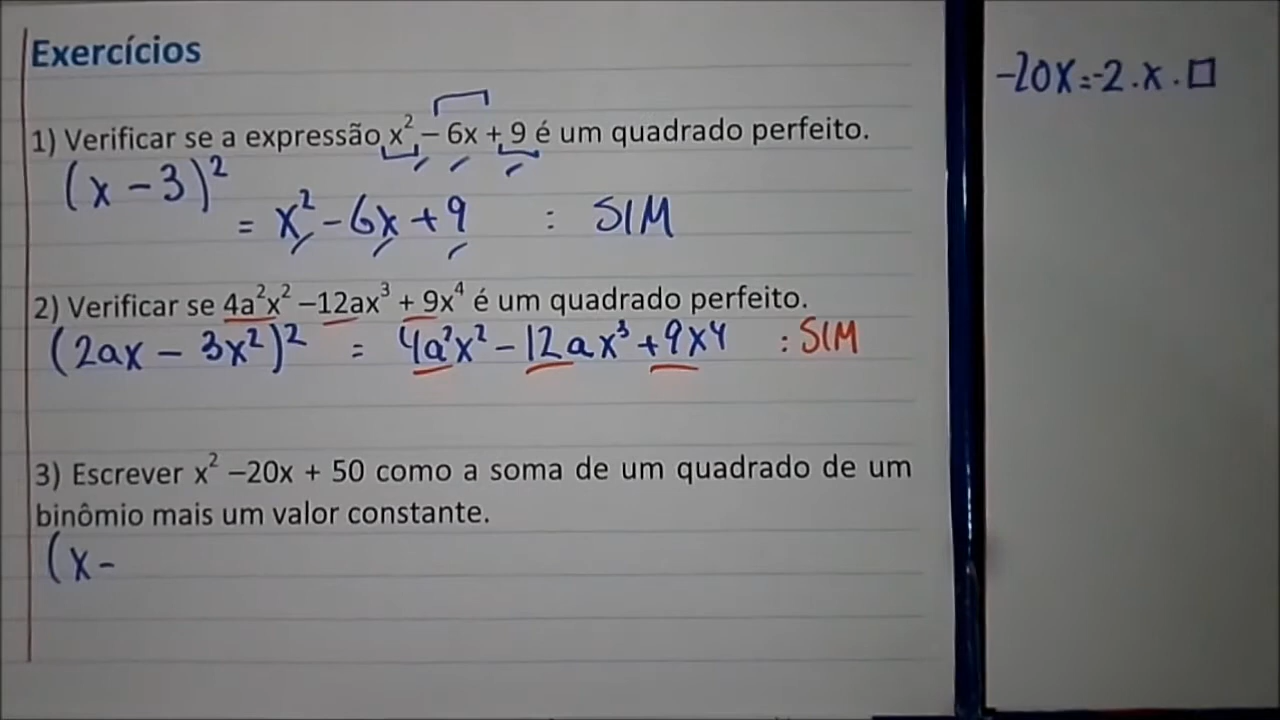 Exercícios
1) Verificar se a expressão x² – 6x + 9 é um quadrado perfeito.
(x – 3)²
= x² – 6x + 9 : SIM
2) Verificar se 4a²x² –12ax³ + 9x⁴ é um quadrado perfeito.
(2ax – 3x²)² = 4a²x² – 12ax³ + 9x4 : SIM
3) Escrever x² –20x + 50 como a soma de um quadrado de um
binômio mais um valor constante.
(x –
–20x = –2 . x . □